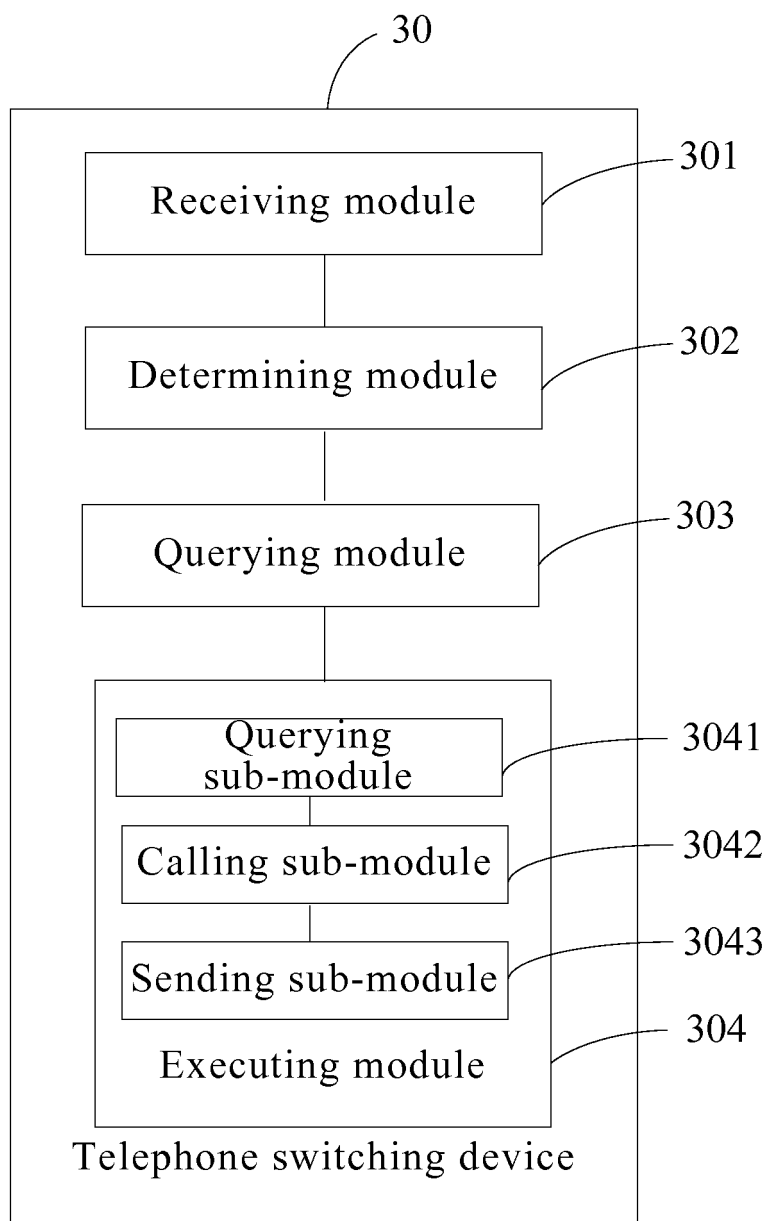 30
Receiving module
301
Determining module
302
Querying module
303
Querying
sub-module
3041
Calling sub-module
3042
Sending sub-module
3043
Executing module
304
Telephone switching device